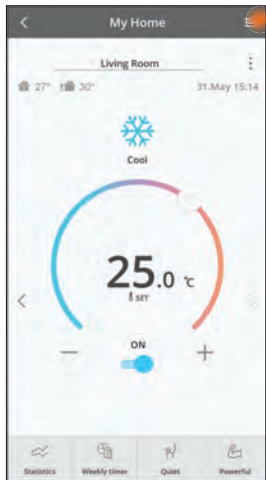 My Home
Living Room
27° 30° 31.May 15:14
Cool
25.0 °C
SET
ON
Statistics Weekly timer Quiet Powerful